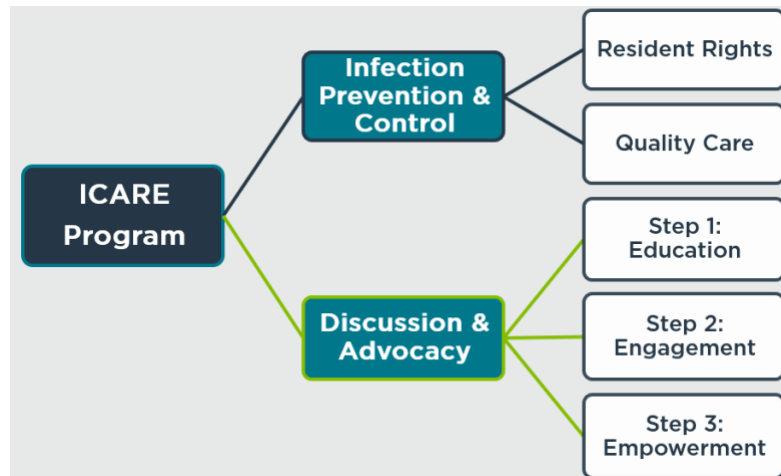 ICARE
Program
Infection
Prevention &
Control
Discussion &
Advocacy
Resident Rights
Quality Care
Step 1:
Education
Step 2:
Engagement
Step 3:
Empowerment